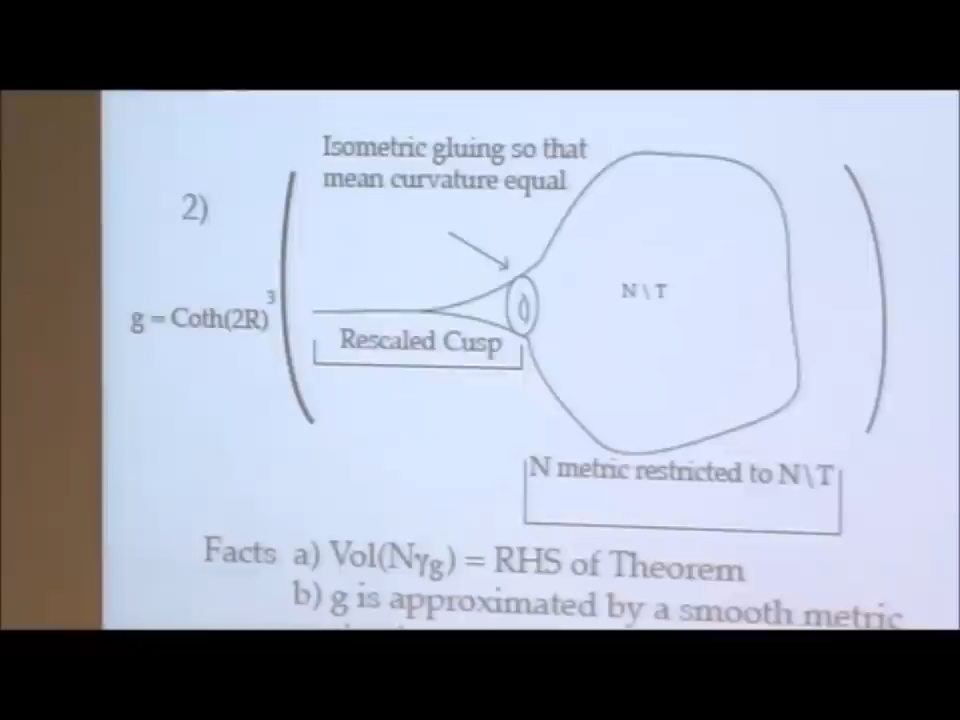 Isometric gluing so that
mean curvature equal
2)
g = Coth(2R)³
N \ T
Rescaled Cusp
N metric restricted to N\T
Facts a) Vol(Nγg) = RHS of Theorem
b) g is approximated by a smooth metric